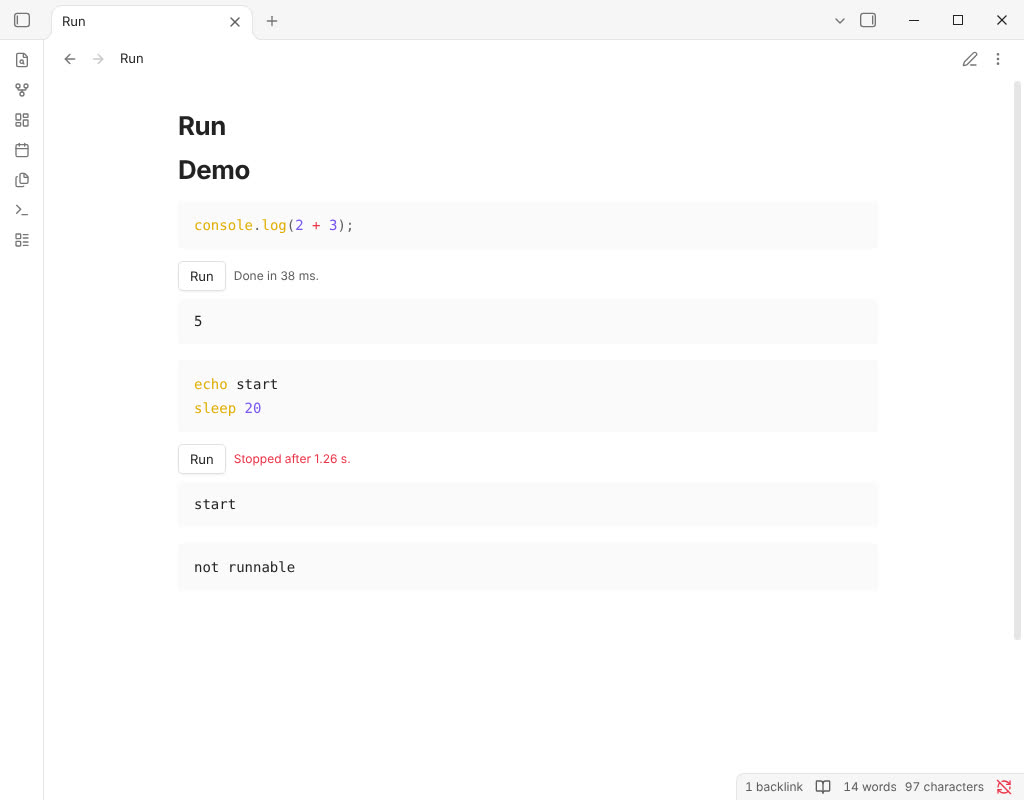 Run
Run
Run
Demo
console.log(2 + 3);
Run Done in 38 ms.
5
echo start
sleep 20
Run Stopped after 1.26 s.
start
not runnable
1 backlink 14 words 97 characters